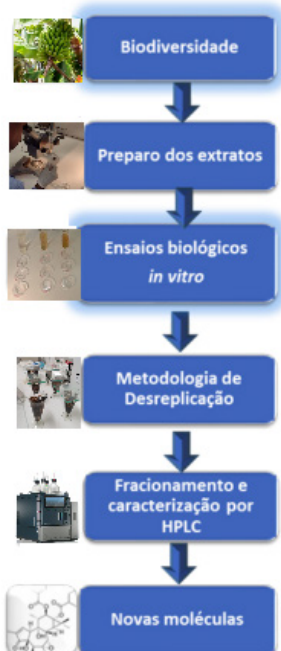 Biodiversidade
Preparo dos extratos
Ensaios biológicos
in vitro
Metodologia de
Desreplicação
Fracionamento e
caracterização por
HPLC
Novas moléculas